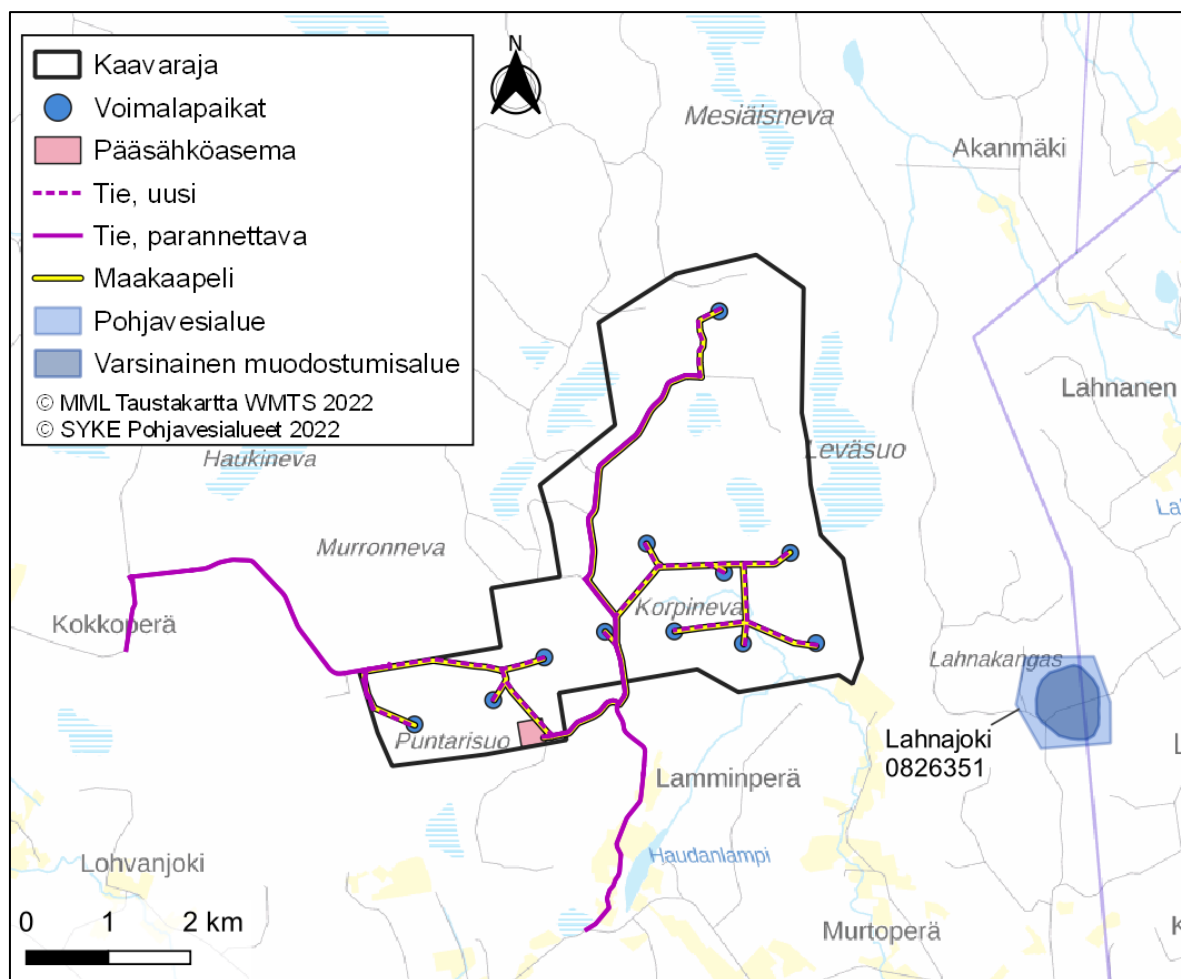 Kaavaraja
Voimalapaikat
Pääsähköasema
Tie, uusi
Tie, parannettava
Maakaapeli
Pohjavesialue
Varsinainen muodostumisalue
© MML Taustakartta WMTS 2022
© SYKE Pohjavesialueet 2022
N
Mesiäisneva
Akanmäki
Lahnanen
Haukineva
Leväsuo
La
Murronneva
Kokkoperä
Korpineva
Lahnakangas
Puntarisuo
Lahnajoki
0826351
L
Lamminperä
Lohvanjoki
Haudanlampi
Murtoperä
K
0 1 2 km